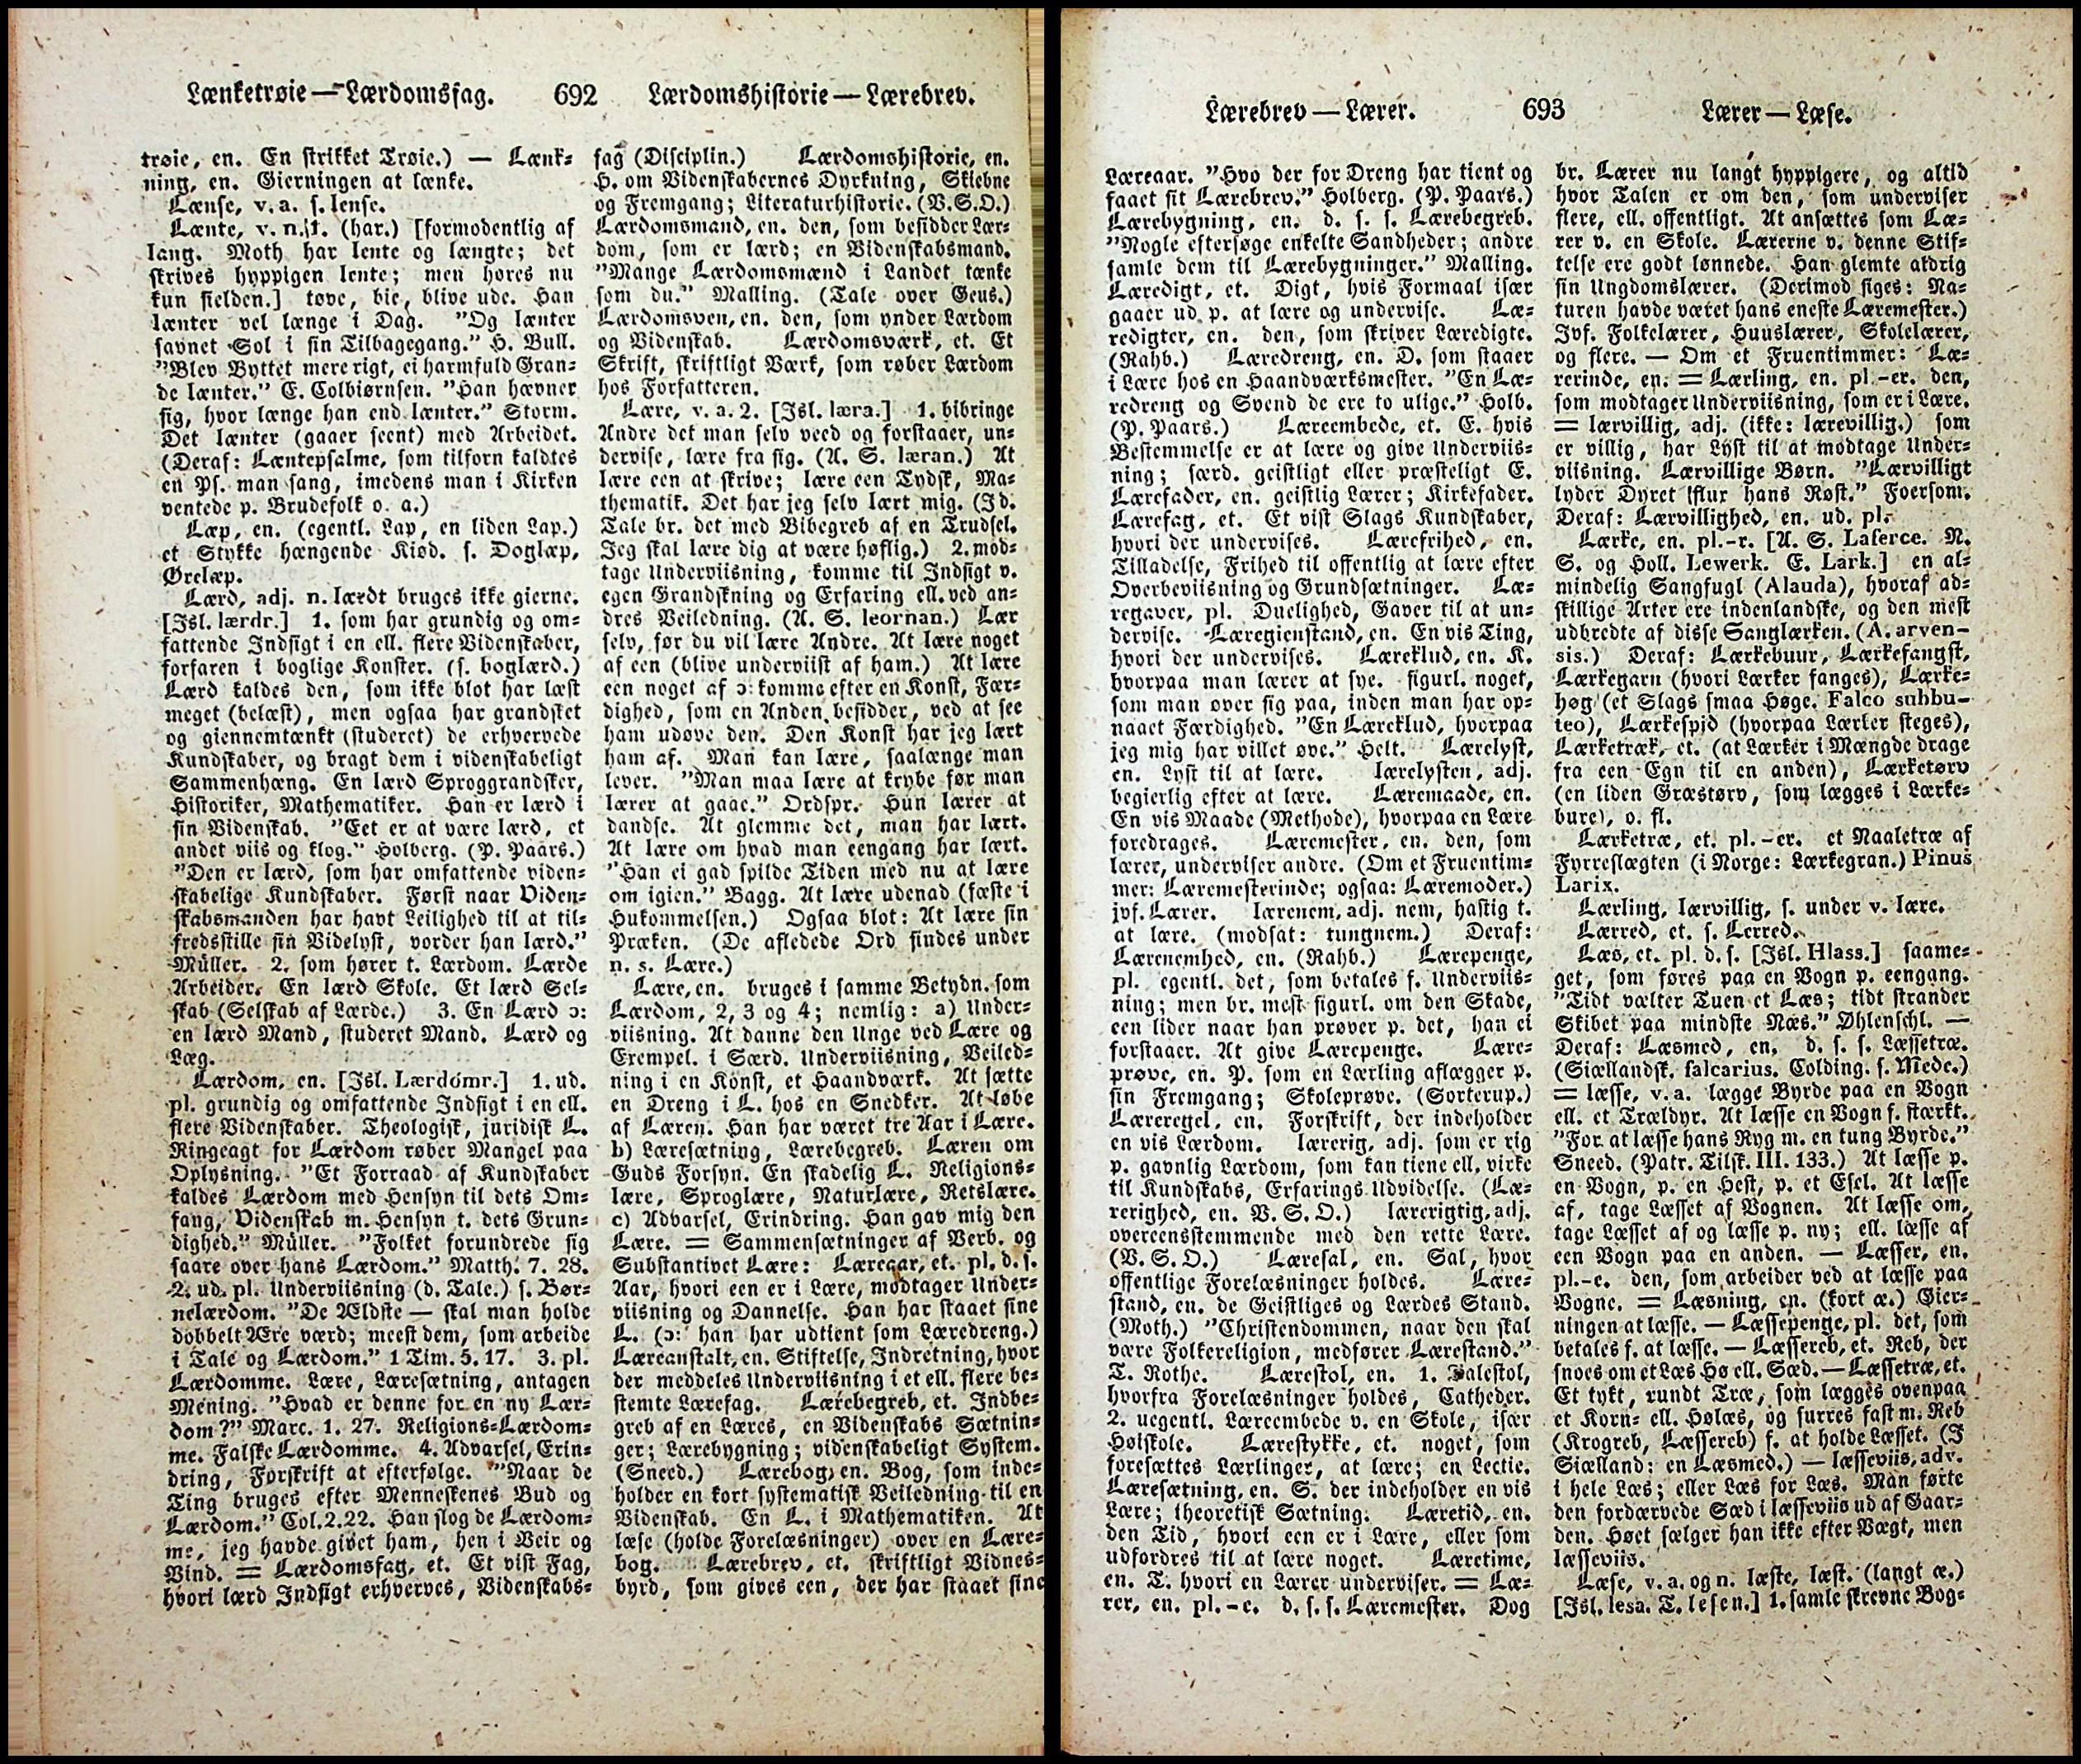 Lænketrøie — Lærdomsfag.
692
Lærdomshistorie — Lærebrev.
trøie, en. En strikket Trøie.) — Lænk-
ning, en. Gierningen at lænke.
Lænse, v. a. s. lense.
Lænte, v. n. 1. (har.) [formodentlig af
lang. Moth har lente og længte; det
skrives hyppigen lente; men hores nu
kun sielden.] tøve, bie, blive ude. Han
lænter vel længe i Dag. "Og lænter
savnet Sol i sin Tilbagegang." H. Bull.
"Blev Byttet mere rigt, ei harmfuld Gran-
de lænter." E. Colbiørnsen. "Han hævner
sig, hvor længe han end lænter." Storm.
Det lænter (gaaer seent) med Arbeidet.
(Deraf: Læntepsalme, som tilforn kaldtes
en Ps. man sang, imedens man i Kirken
ventede p. Brudefolk o. a.)
Læp, en. (egentl. Lap, en liden Lap.)
et Stykke hængende Kiød. s. Doglæp,
Ørelæp.
Lærd, adj. n. lærdt bruges ikke gierne.
[Isl. lærdr.] 1. som har grundig og om-
fattende Indsigt i en ell. flere Videnskaber,
forfaren i boglige Konster. (s. boglærd.)
Lærd kaldes den, som ikke blot har læst
meget (belæst), men ogsaa har grandsket
og giennemtænkt (studeret) de erhvervede
Kundskaber, og bragt dem i videnskabeligt
Sammenhæng. En lærd Sproggrandsker,
Historiker, Mathematiker. Han er lærd i
sin Videnskab. "Eet er at være lærd, et
andet viis og klog." Holberg. (P. Paars.)
"Den er lærd, som har omfattende viden-
skabelige Kundskaber. Først naar Viden-
skabsmanden har havt Leilighed til at til-
fredsstille sin Videlyst, vorder han lærd."
Müller. 2. som hører t. Lærdom. Lærde
Arbeider. En lærd Skole. Et lærd Sel-
skab (Selskab af Lærde.) 3. En Lærd ɔ:
en lærd Mand, studeret Mand. Lærd og
Læg.
Lærdom, en. [Isl. Lærdómr.] 1. ud.
pl. grundig og omfattende Indsigt i en ell.
flere Videnskaber. Theologisk, juridisk L.
Ringeagt for Lærdom røber Mangel paa
Oplysning. "Et Forraad af Kundskaber
kaldes Lærdom med Hensyn til dets Om-
fang, Videnskab m. Hensyn t. dets Grun-
dighed." Müller. "Folket forundrede sig
saare over hans Lærdom." Matth. 7. 28.
2. ud. pl. Underviisning (d. Tale.) s. Bør-
nelærdom. "De Ældste — skal man holde
dobbelt Ære værd; meest dem, som arbeide
i Tale og Lærdom." 1 Tim. 5. 17. 3. pl.
Lærdomme. Lære, Læresætning, antagen
Mening. "Hvad er denne for en ny Lær-
dom?" Marc. 1. 27. Religions-Lærdom-
me. Falske Lærdomme. 4. Advarsel, Erin-
dring, Forskrift at efterfølge. "Naar de
Ting bruges efter Menneskenes Bud og
Lærdom." Col. 2. 22. Han slog de Lærdom-
me, jeg havde givet ham, hen i Veir og
Vind. = Lærdomsfag, et. Et vist Fag,
hvori lærd Indsigt erhverves, Videnskabs-
fag (Disciplin.) Lærdomshistorie, en.
H. om Videnskabernes Dyrkning, Skiebne
og Fremgang; Literaturhistorie. (V. S. O.)
Lærdomsmand, en. den, som besidder Lær-
dom, som er lærd; en Videnskabsmand.
"Mange Lærdomsmænd i Landet tænke
som du." Malling. (Tale over Geus.)
Lærdomsven, en. den, som ynder Lærdom
og Videnskab. Lærdomsværk, et. Et
Skrift, skriftligt Værk, som røber Lærdom
hos Forfatteren.
Lære, v. a. 2. [Isl. læra.] 1. bibringe
Andre det man selv veed og forstaaer, un-
dervise, lære fra sig. (A. S. læran.) At
lære een at skrive; lære een Tydsk, Ma-
thematik. Det har jeg selv lært mig. (I d.
Tale br. det med Bibegreb af en Trudsel.
Jeg skal lære dig at være høflig.) 2. mod-
tage Underviisning, komme til Indsigt v.
egen Grandskning og Erfaring ell. ved an-
dres Veiledning. (A. S. leornan.) Lær
selv, før du vil lære Andre. At lære noget
af een (blive underviist af ham.) At lære
een noget af ɔ: komme efter en Konst, Fær-
dighed, som en Anden besidder, ved at see
ham udøve den. Den Konst har jeg lært
ham af. Man kan lære, saalænge man
lever. "Man maa lære at krybe før man
lærer at gaae." Ordspr. Hun lærer at
dandse. At glemme det, man har lært.
At lære om hvad man eengang har lært.
"Han ei gad spilde Tiden med nu at lære
om igien." Bagg. At lære udenad (fæste i
Hukommelsen.) Ogsaa blot: At lære sin
Præken. (De afledede Ord findes under
n. s. Lære.)
Lære, en. bruges i samme Betydn. som
Lærdom, 2, 3 og 4; nemlig: a) Under-
viisning. At danne den Unge ved Lære og
Exempel. i Særd. Underviisning, Veiled-
ning i en Konst, et Haandværk. At sætte
en Dreng i L. hos en Snedker. At løbe
af Læren. Han har været tre Aar i Lære.
b) Læresætning, Lærebegreb. Læren om
Guds Forsyn. En skadelig L. Religions-
lære, Sproglære, Naturlære, Retslære.
c) Advarsel, Erindring. Han gav mig den
Lære. = Sammensætninger af Verb. og
Substantivet Lære: Læreaar, et. pl. d. s.
Aar, hvori een er i Lære, modtager Under-
viisning og Dannelse. Han har staaet sine
L. (ɔ: han har udtient som Læredreng.)
Læreanstalt, en. Stiftelse, Indretning, hvor
der meddeles Underviisning i et ell. flere be-
stemte Lærefag. Lærebegreb, et. Indbe-
greb af en Læres, en Videnskabs Sætnin-
ger; Lærebygning; videnskabeligt System.
(Sneed.) Lærebog, en. Bog, som inde-
holder en kort systematisk Veiledning til en
Videnskab. En L. i Mathematiken. At
læse (holde Forelæsninger) over en Lære-
bog. Lærebrev, et. skriftligt Vidnes-
byrd, som gives een, der har staaet sine
Lærebrev — Lærer.
693
Lærer — Læse.
Læreaar. "Hvo der for Dreng har tient og
faaet sit Lærebrev." Holberg. (P. Paars.)
Lærebygning, en. d. s. s. Lærebegreb.
"Nogle eftersøge enkelte Sandheder; andre
samle dem til Lærebygninger." Malling.
Læredigt, et. Digt, hvis Formaal især
gaaer ud p. at lære og undervise. Læ-
redigter, en. den, som skriver Læredigte.
(Rahb.) Læredreng, en. D. som staaer
i Lære hos en Haandværksmester. "En Læ-
redreng og Svend de ere to ulige." Holb.
(P. Paars.) Læreembede, et. E. hvis
Bestemmelse er at lære og give Underviis-
ning; særd. geistligt eller præsteligt E.
Lærefader, en. geistlig Lærer; Kirkefader.
Lærefag, et. Et vist Slags Kundskaber,
hvori der undervises. Lærefrihed, en.
Tilladelse, Frihed til offentlig at lære efter
Overbeviisning og Grundsætninger. Læ-
regaver, pl. Duelighed, Gaver til at un-
dervise. Læregienstand, en. En vis Ting,
hvori der undervises. Læreklud, en. K.
hvorpaa man lærer at sye. figurl. noget,
som man øver sig paa, inden man har op-
naaet Færdighed. "En Læreklud, hvorpaa
jeg mig har villet øve." Helt. Lærelyst,
en. Lyst til at lære. lærelysten, adj.
begierlig efter at lære. Læremaade, en.
En vis Maade (Methode), hvorpaa en Lære
foredrages. Læremester, en. den, som
lærer, underviser andre. (Om et Fruentim-
mer: Læremesterinde; ogsaa: Læremoder.)
jvf. Lærer. lærenem, adj. nem, hastig t.
at lære. (modsat: tungnem.) Deraf:
Lærenemhed, en. (Rahb.) Lærepenge,
pl. egentl. det, som betales f. Underviis-
ning; men br. mest figurl. om den Skade,
een lider naar han prøver p. det, han ei
forstaaer. At give Lærepenge. Lære-
prøve, en. P. som en Lærling aflægger p.
sin Fremgang; Skoleprøve. (Sorterup.)
Læreregel, en. Forskrift, der indeholder
en vis Lærdom. lærerig, adj. som er rig
p. gavnlig Lærdom, som kan tiene ell. virke
til Kundskabs, Erfarings Udvidelse. (Læ-
rerighed, en. V. S. O.) lærerigtig, adj.
overeensstemmende med den rette Lære.
(V. S. O.) Læresal, en. Sal, hvor
offentlige Forelæsninger holdes. Lære-
stand, en. de Geistliges og Lærdes Stand.
(Moth.) "Christendommen, naar den skal
være Folkereligion, medfører Lærestand."
T. Rothe. Lærestol, en. 1. Talestol,
hvorfra Forelæsninger holdes, Catheder.
2. uegentl. Læreembede v. en Skole, især
Høiskole. Lærestykke, et. noget, som
foresættes Lærlinger, at lære; en Lectie.
Læresætning, en. S. der indeholder en vis
Lære; theoretisk Sætning. Læretid, en.
den Tid, hvori een er i Lære, eller som
udfordres til at lære noget. Læretime,
en. T. hvori en Lærer underviser. = Læ-
rer, en. pl. -e. d. s. s. Læremester. Dog
br. Lærer nu langt hyppigere, og altid
hvor Talen er om den, som underviser
flere, ell. offentligt. At ansættes som Læ-
rer v. en Skole. Lærerne v. denne Stif-
telse ere godt lønnede. Han glemte aldrig
sin Ungdomslærer. (Derimod siges: Na-
turen havde været hans eneste Læremester.)
Jvf. Folkelærer, Huuslærer, Skolelærer,
og flere. — Om et Fruentimmer: Læ-
rerinde, en. = Lærling, en. pl. -er. den,
som modtager Underviisning, som er i Lære.
= lærvillig, adj. (ikke: lærevillig.) som
er villig, har Lyst til at modtage Under-
viisning. Lærvillige Børn. "Lærvilligt
lyder Dyret flux hans Røst." Foersom.
Deraf: Lærvillighed, en. ud. pl.
Lærke, en. pl. -r. [A. S. Laferce. N.
S. og Holl. Lewerk. E. Lark.] en al-
mindelig Sangfugl (Alauda), hvoraf ad-
skillige Arter ere indenlandske, og den mest
udbredte af disse Sanglærken. (A. arven-
sis.) Deraf: Lærkebuur, Lærkefangst,
Lærkegarn (hvori Lærker fanges), Lærke-
høg (et Slags smaa Høge. Falco subbu-
teo), Lærkespid (hvorpaa Lærker steges),
Lærketræk, et. (at Lærker i Mængde drage
fra een Egn til en anden), Lærketørv
(en liden Græstørv, som lægges i Lærke-
bure), o. fl.
Lærketræ, et. pl. -er. et Naaletræ af
Fyrreslægten (i Norge: Lærkegran.) Pinus
Larix.
Lærling, lærvillig, s. under v. lære.
Lærred, et. s. Lerred.
Læs, et. pl. d. s. [Isl. Hlass.] saame-
get, som føres paa en Vogn p. eengang.
"Tidt vælter Tuen et Læs; tidt strander
Skibet paa mindste Næs." Øhlenschl. —
Deraf: Læsmed, en. d. s. s. Læssetræ.
(Siællandsk. falcarius. Colding. s. Mede.)
= læsse, v. a. lægge Byrde paa en Vogn
ell. et Trældyr. At læsse en Vogn f. stærkt.
"For at læsse hans Ryg m. en tung Byrde."
Sneed. (Patr. Tilsk. III. 133.) At læsse p.
en Vogn, p. en Hest, p. et Esel. At læsse
af, tage Læsset af Vognen. At læsse om,
tage Læsset af og læsse p. ny; ell. læsse af
een Vogn paa en anden. — Læsser, en.
pl. -e. den, som arbeider ved at læsse paa
Vogne. = Læsning, en. (kort æ.) Gier-
ningen at læsse. — Læssepenge, pl. det, som
betales f. at læsse. — Læssereb, et. Reb, der
snoes om et Læs Hø ell. Sæd. — Læssetræ, et.
Et tykt, rundt Træ, som lægges ovenpaa
et Korn- ell. Hølæs, og surres fast m. Reb
(Krogreb, Læssereb) f. at holde Læsset. (I
Siælland: en Læsmed.) — læsseviis, adv.
i hele Læs; eller Læs for Læs. Man førte
den fordærvede Sæd i læsseviis ud af Gaar-
den. Høet sælger han ikke efter Vægt, men
læsseviis.
Læse, v. a. og n. læste, læst. (langt æ.)
[Isl. lesa. T. lesen.] 1. samle skrevne Bog-